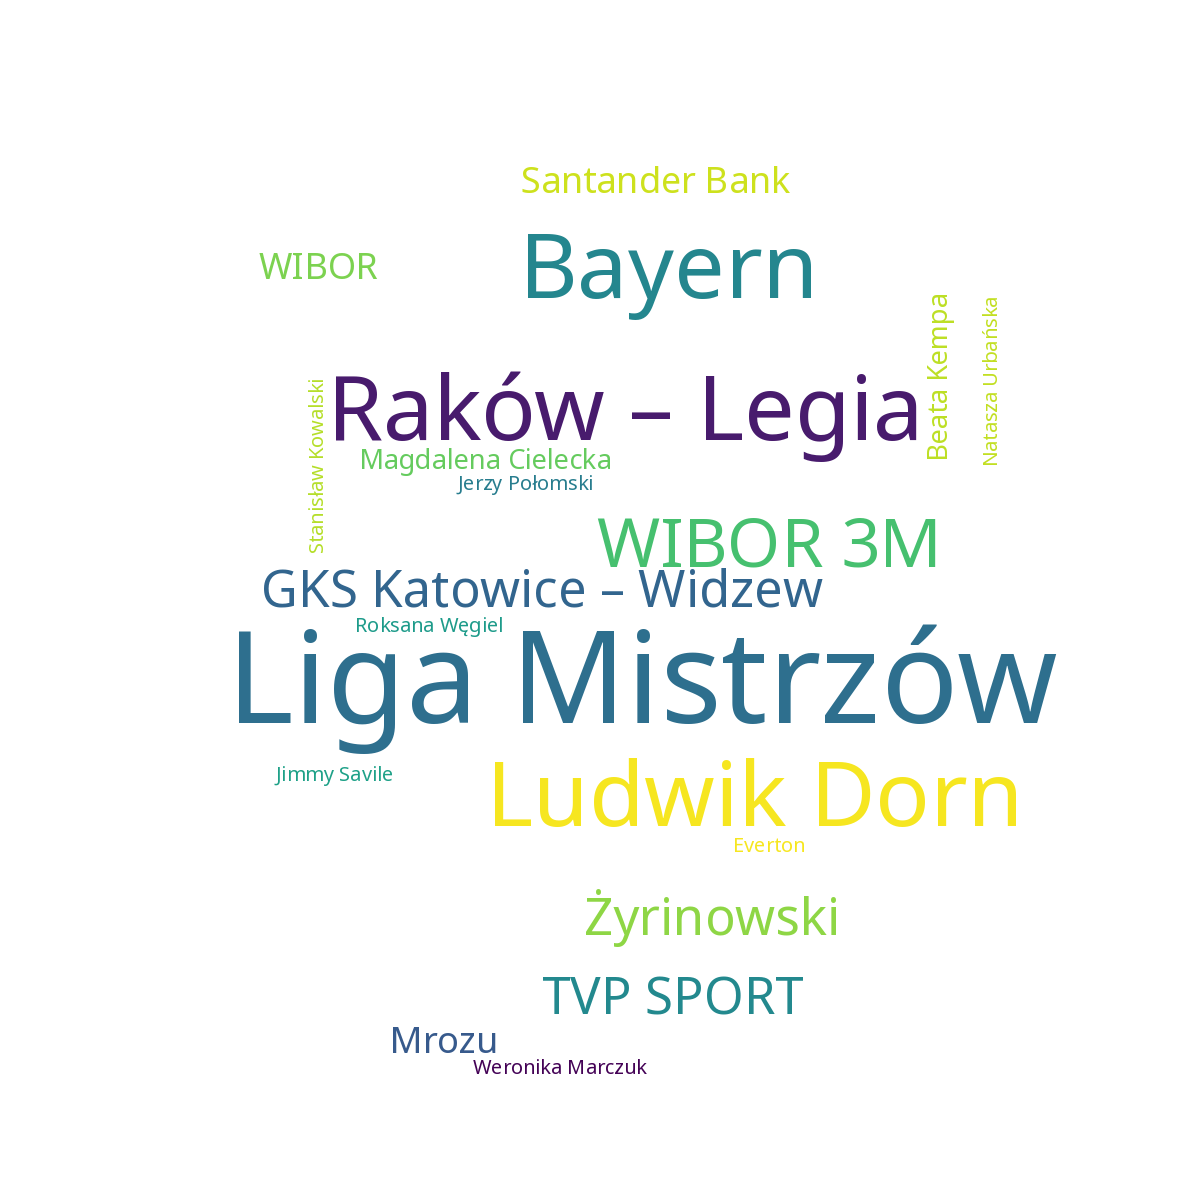 Santander Bank
Bayern
WIBOR
Beata Kempa
Natasza Urbańska
Raków – Legia
Stanisław Kowalski
Magdalena Cielecka
Jerzy Połomski
WIBOR 3M
GKS Katowice – Widzew
Roksana Węgiel
Liga Mistrzów
Jimmy Savile
Ludwik Dorn
Everton
Żyrinowski
TVP SPORT
Mrozu
Weronika Marczuk